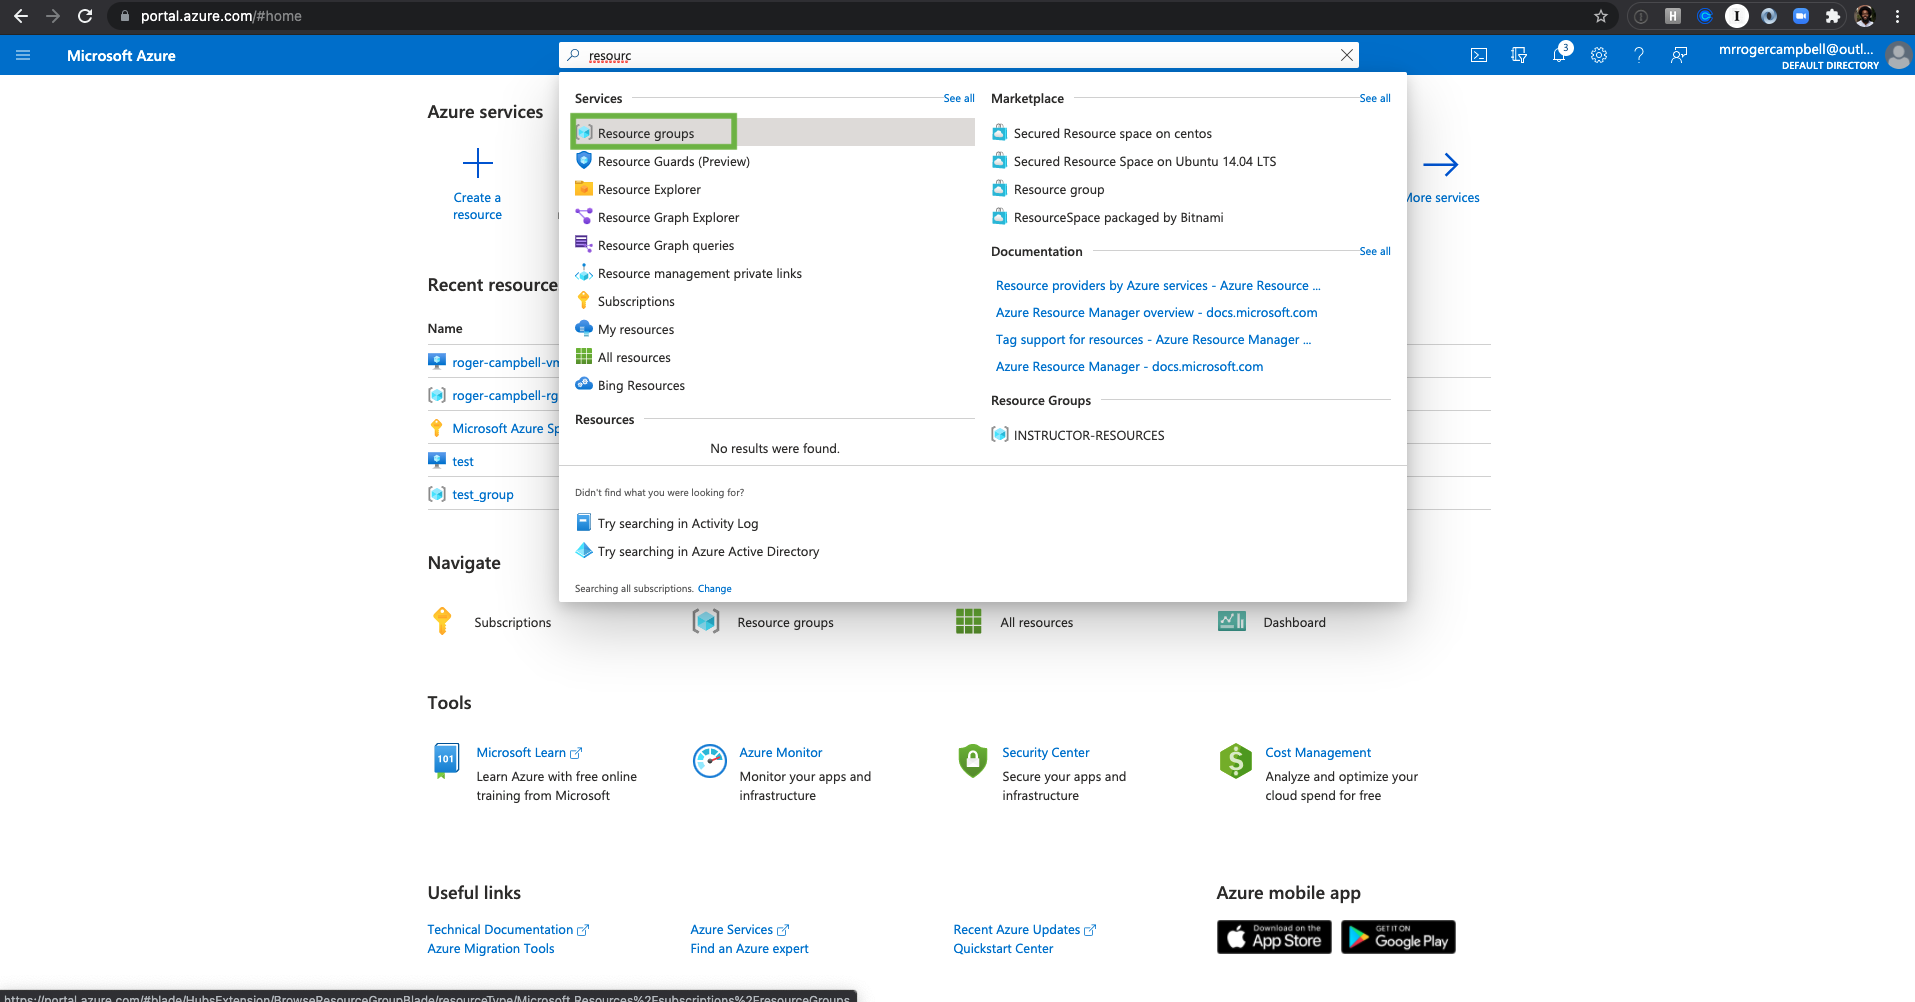 portal.azure.com/#home
Microsoft Azure
resourc
3
mrrogercampbell@outl...
DEFAULT DIRECTORY
Services
See all
Resource groups
Resource Guards (Preview)
Resource Explorer
Resource Graph Explorer
Resource Graph queries
Resource management private links
Subscriptions
My resources
All resources
Bing Resources
Resources
No results were found.
Marketplace
See all
Secured Resource space on centos
Secured Resource Space on Ubuntu 14.04 LTS
Resource group
ResourceSpace packaged by Bitnami
Documentation
See all
Resource providers by Azure services - Azure Resource ...
Azure Resource Manager overview - docs.microsoft.com
Tag support for resources - Azure Resource Manager ...
Azure Resource Manager - docs.microsoft.com
Resource Groups
INSTRUCTOR-RESOURCES
Didn't find what you were looking for?
Try searching in Activity Log
Try searching in Azure Active Directory
Searching all subscriptions. Change
Azure services
Create a
resource
More services
Recent resource
Name
roger-campbell-vm
roger-campbell-rg
Microsoft Azure Sp
test
test_group
Navigate
Subscriptions
Resource groups
All resources
Dashboard
Tools
101
Microsoft Learn
Learn Azure with free online
training from Microsoft
Azure Monitor
Monitor your apps and
infrastructure
Security Center
Secure your apps and
infrastructure
Cost Management
Analyze and optimize your
cloud spend for free
Useful links
Technical Documentation
Azure Migration Tools
Azure Services
Find an Azure expert
Recent Azure Updates
Quickstart Center
Azure mobile app
Download on the
App Store
GET IT ON
Google Play
https://portal.azure.com/#blade/HubsExtension/BrowseResourceGroupBlade/resourceType/Microsoft.Resources%2Fsubscriptions%2FresourceGroups